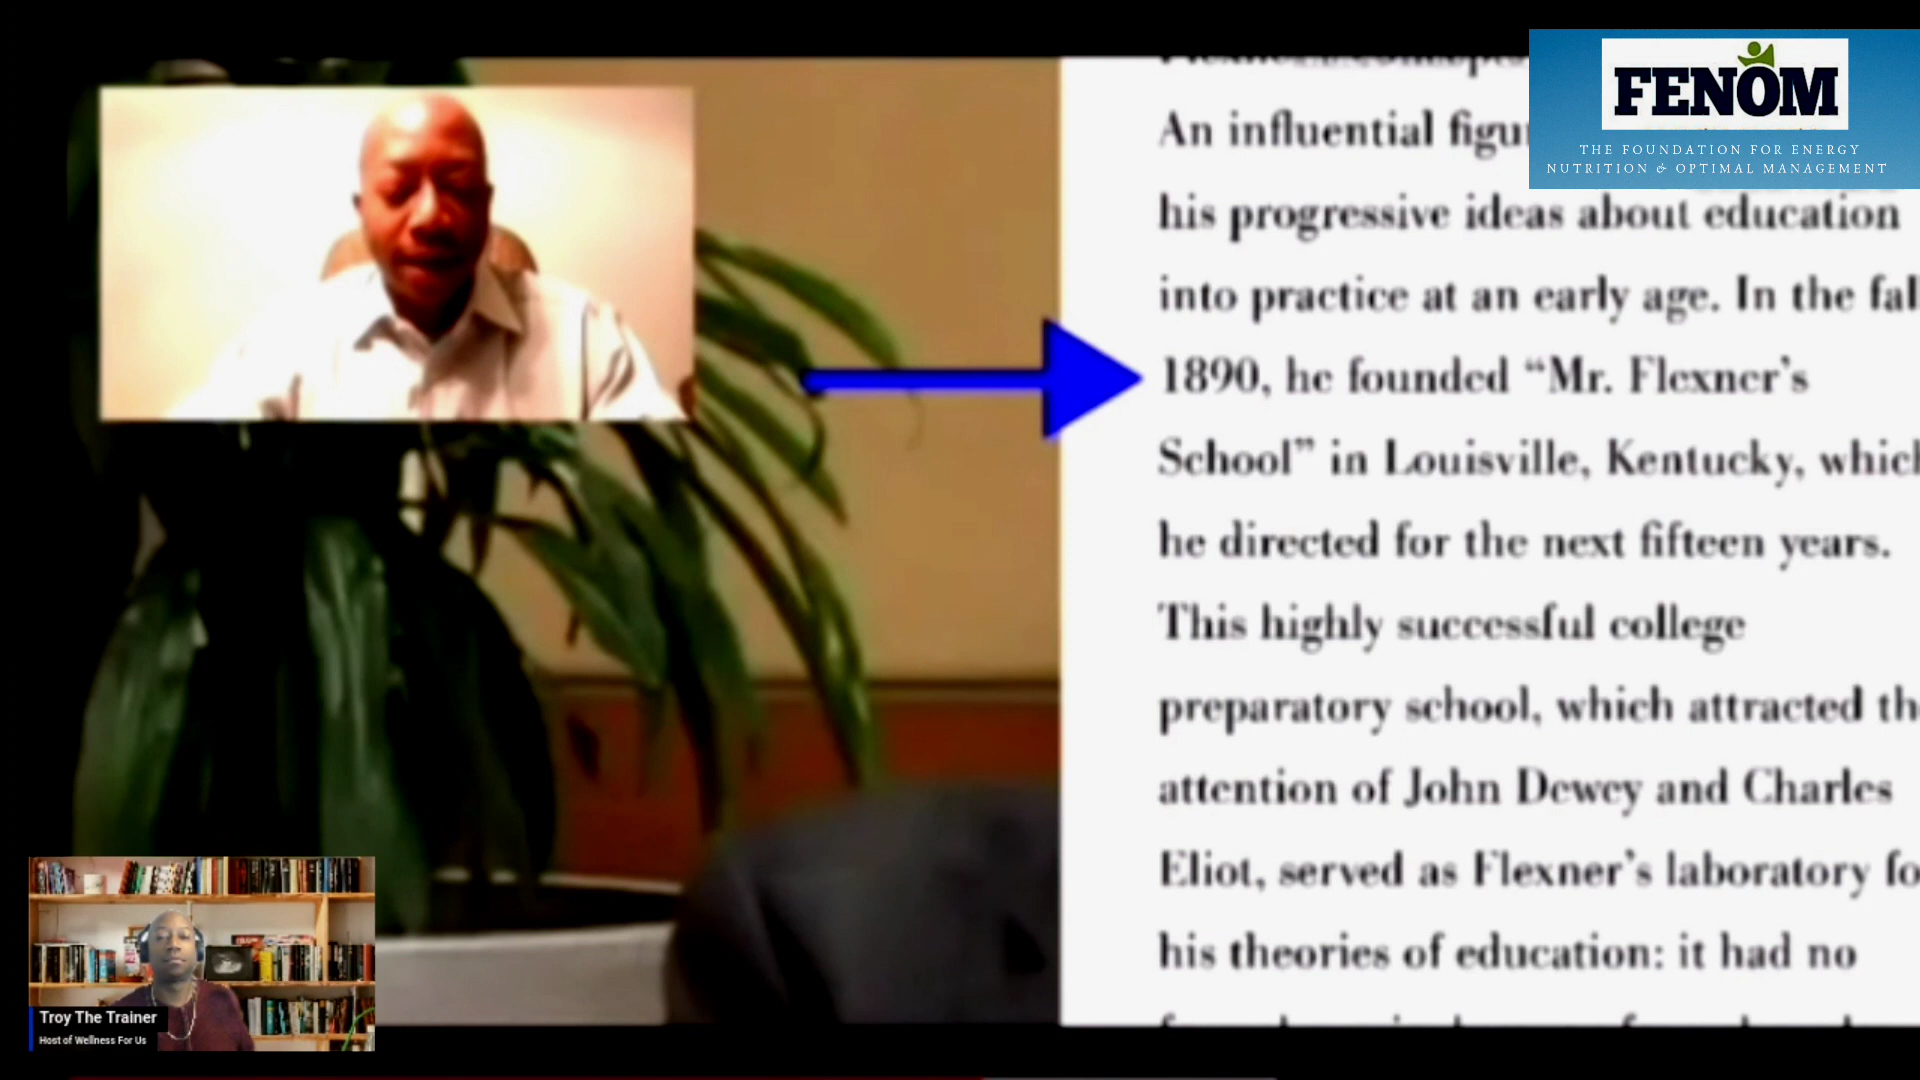 FENOM
THE FOUNDATION FOR ENERGY
NUTRITION & OPTIMAL MANAGEMENT
An influential figu
his progressive ideas about education
into practice at an early age. In the fal
1890, he founded “Mr. Flexner’s
School” in Louisville, Kentucky, which
he directed for the next fifteen years.
This highly successful college
preparatory school, which attracted th
attention of John Dewey and Charles
Eliot, served as Flexner’s laboratory fo
his theories of education: it had no
Troy The Trainer
Host of Wellness For Us